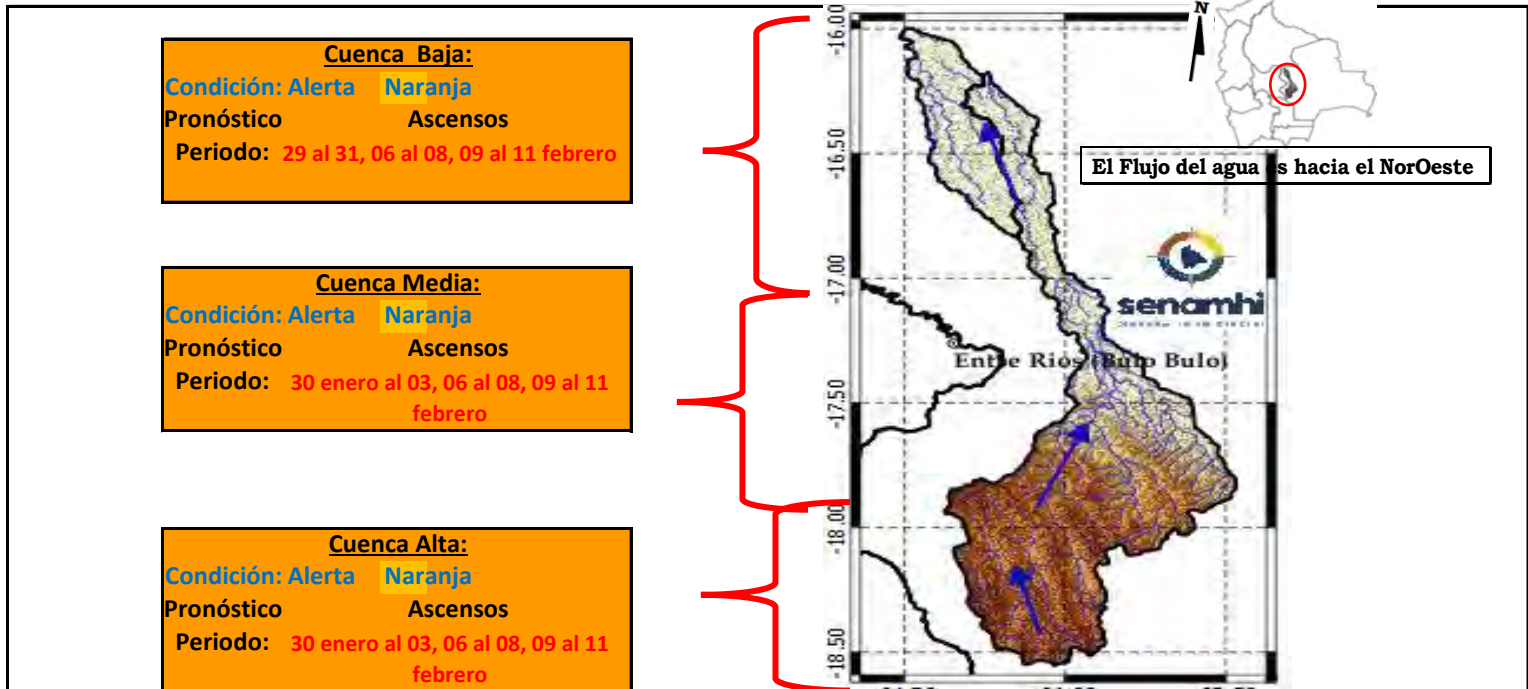 Cuenca Baja:
Condición: Alerta Naranja
Pronóstico Ascensos
Periodo: 29 al 31, 06 al 08, 09 al 11 febrero
Cuenca Media:
Condición: Alerta Naranja
Pronóstico Ascensos
Periodo: 30 enero al 03, 06 al 08, 09 al 11
febrero
Cuenca Alta:
Condición: Alerta Naranja
Pronóstico Ascensos
Periodo: 30 enero al 03, 06 al 08, 09 al 11
febrero
N
El Flujo del agua es hacia el NorOeste
senamhi
Entre Rios (Bulo Bulo)
-16.00
-16.50
-17.00
-17.50
-18.00
-18.50